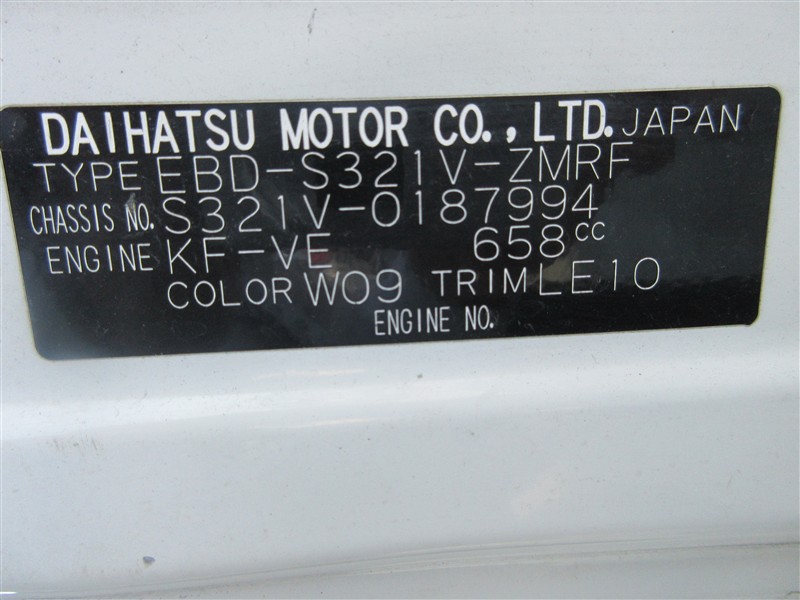 DAIHATSU MOTOR CO., LTD. JAPAN
TYPE EBD-S321V-ZMRF
CHASSIS NO. S321V-0187994
ENGINE KF-VE 658cc
COLOR W09 TRIM LE10
ENGINE NO.